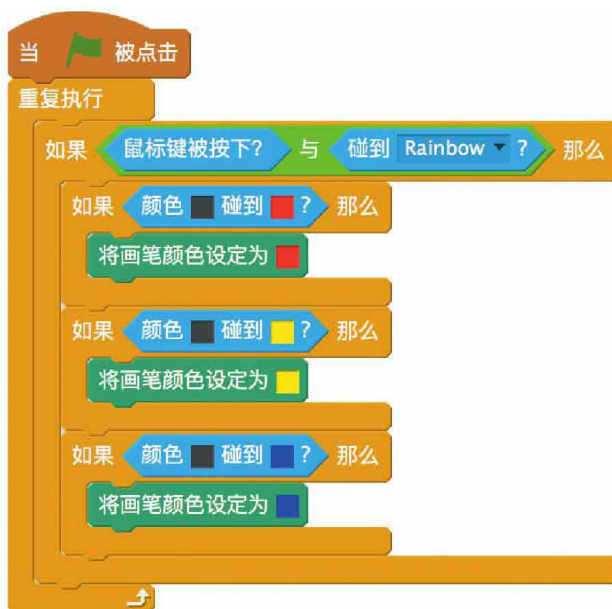 当 被点击
重复执行
如果 鼠标键被按下? 与 碰到 Rainbow ? 那么
如果 颜色 碰到 ? 那么
将画笔颜色设定为
如果 颜色 碰到 ? 那么
将画笔颜色设定为
如果 颜色 碰到 ? 那么
将画笔颜色设定为